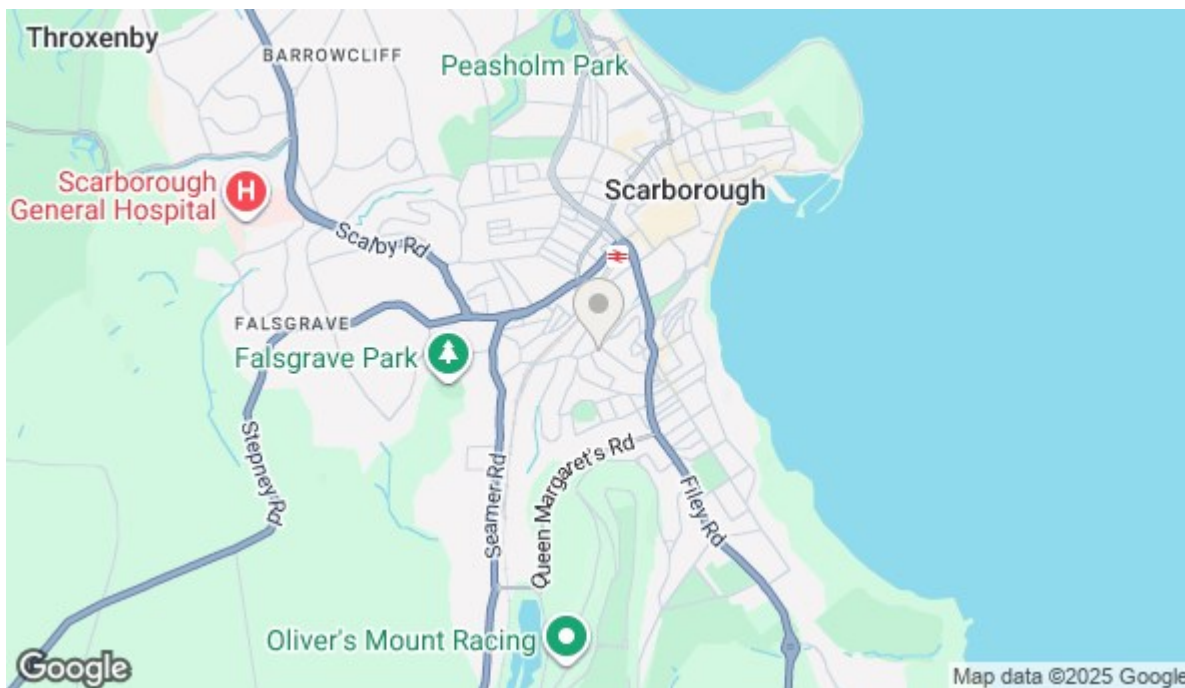 Throxenby
BARROWCLIFF
Peasholm Park
Scarborough
General Hospital
H
Scarborough
Scalby Rd
FALSGRAVE
Falsgrave Park
Stepney Rd
Seamer Rd
Queen Margaret's Rd
Filey Rd
Oliver's Mount Racing
Google
Map data ©2025 Google